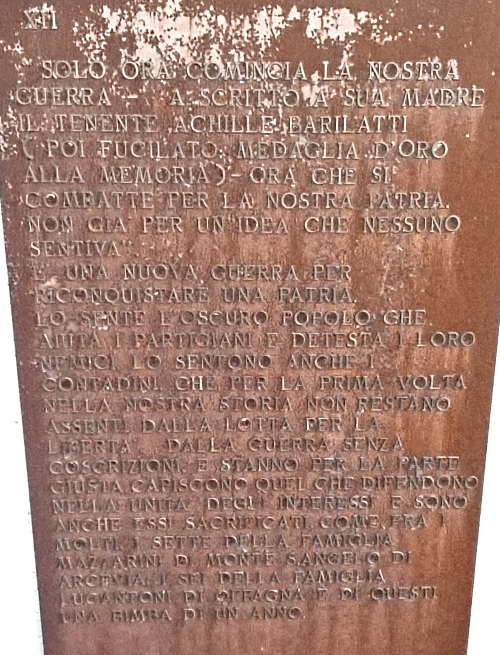 XII
"SOLO ORA COMINCIA LA NOSTRA
GUERRA – A SCRITTO A SUA MADRE
IL TENENTE ACHILLE BARILATTI
(POI FUCILATO: MEDAGLIA D'ORO
ALLA MEMORIA) – ORA CHE SI
COMBATTE PER LA NOSTRA PATRIA.
NON GIA PER UN'IDEA CHE NESSUNO
SENTIVA".
E UNA NUOVA GUERRA PER
RICONQUISTARE UNA PATRIA.
LO SENTE L'OSCURO POPOLO CHE
AIUTA I PARTIGIANI E DETESTA I LORO
NEMICI. LO SENTONO ANCHE I
CONTADINI, CHE PER LA PRIMA VOLTA
NELLA NOSTRA STORIA NON RESTANO
ASSENTI DALLA LOTTA PER LA
LIBERTA' DALLA GUERRA SENZA
COSCRIZIONI, E STANNO PER LA PARTE
GIUSTA. CAPISCONO QUEL CHE DIFENDONO
NELLA UNITA' DEGLI INTERESSI E SONO
ANCHE ESSI SACRIFICATI, COME, FRA I
MOLTI, I SETTE DELLA FAMIGLIA
MAZZARINI DI MONTE SANGELO DI
ARCEVIA, I SEI DELLA FAMIGLIA
LUCANTONI DI PITAGNA E DI QUESTI
UNA BIMBA DI UN ANNO.